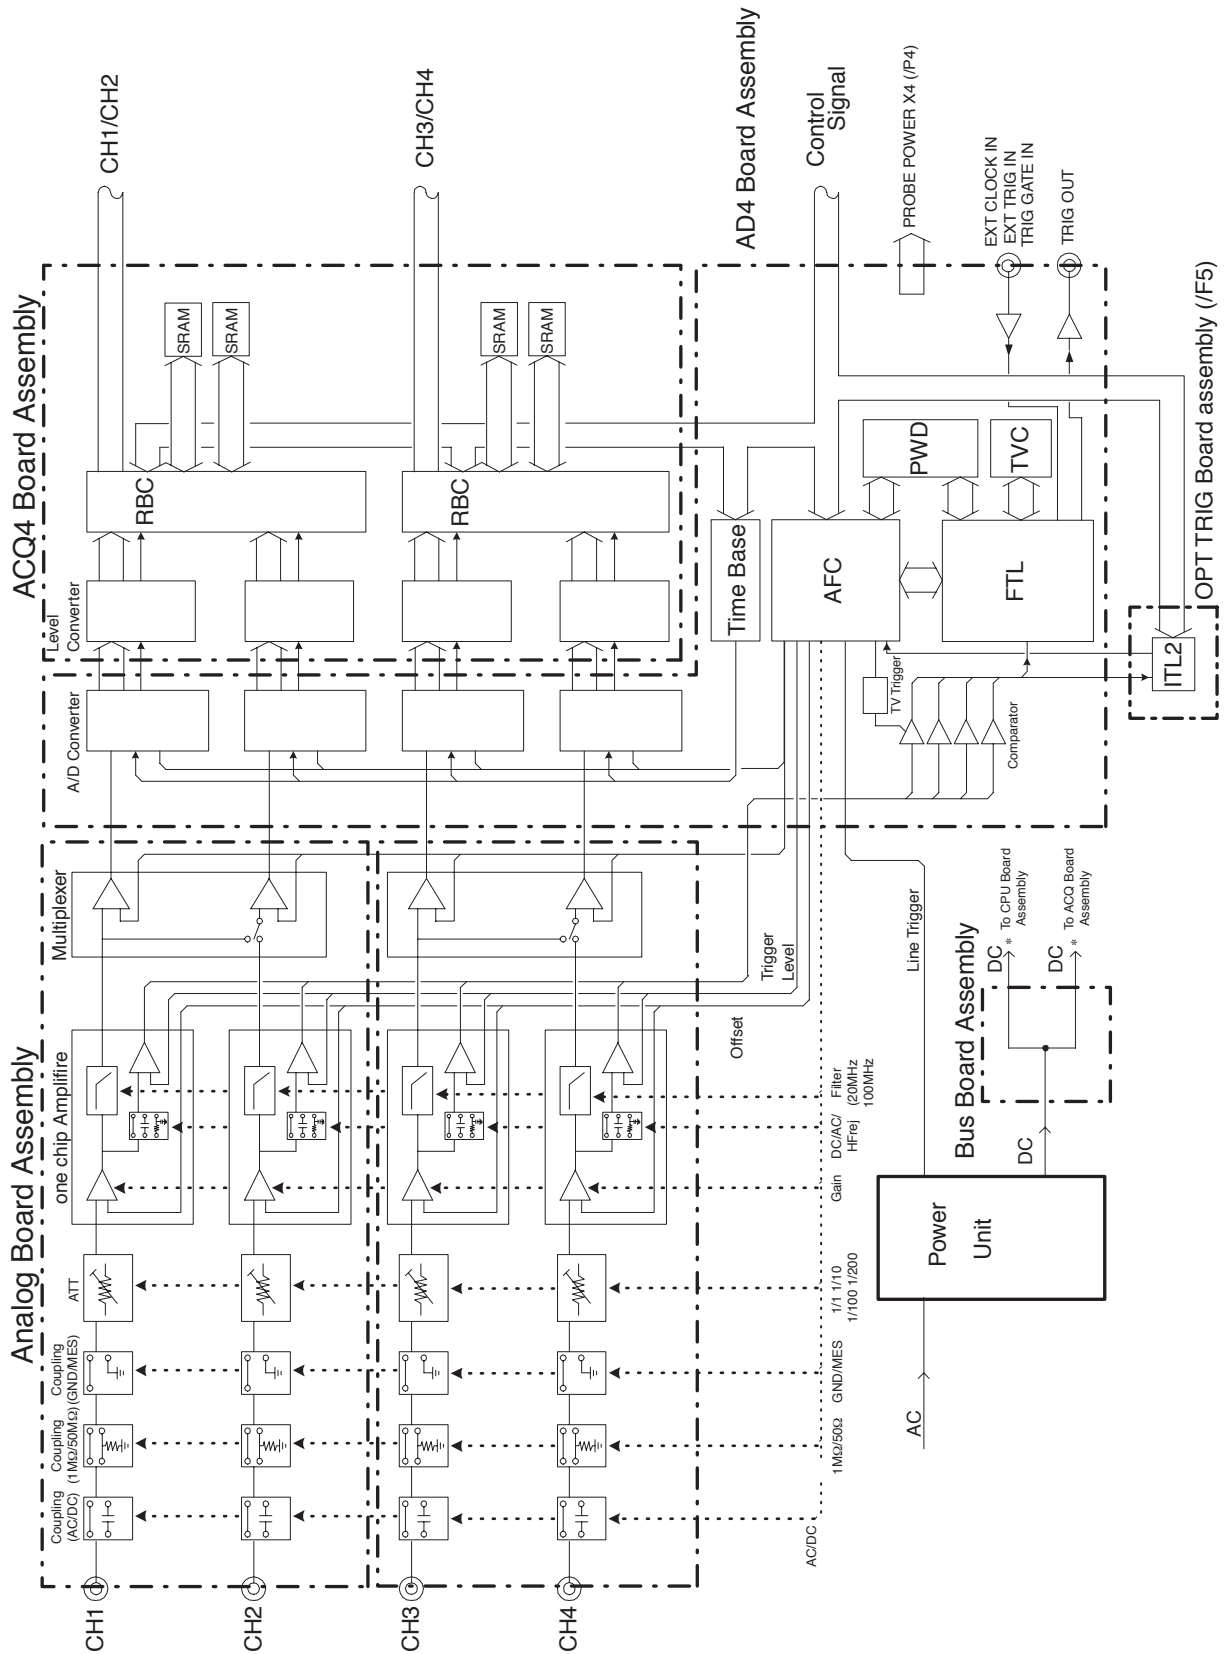 Analog Board Assembly
ACQ4 Board Assembly
CH1
CH2
CH3
CH4
Coupling
(AC/DC)
Coupling
(1MΩ/50MΩ)
Coupling
(GND/MES)
ATT
one chip Amplifire
Multiplexer
A/D Converter
Level
Converter
RBC
SRAM
SRAM
CH1/CH2
RBC
SRAM
SRAM
CH3/CH4
AD4 Board Assembly
Time Base
AFC
PWD
FTL
TVC
TV Trigger
Comparator
Control
Signal
PROBE POWER X4 (/P4)
EXT CLOCK IN
EXT TRIG IN
TRIG GATE IN
TRIG OUT
OPT TRIG Board assembly (/F5)
ITL2
Trigger
Level
Offset
AC/DC
1MΩ/50Ω
GND/MES
1/1 1/10
1/100 1/200
Gain
DC/AC/
HFrej
Filter
(20MHz
100MHz
Line Trigger
Bus Board Assembly
AC
Power
Unit
DC
DC
* To CPU Board
Assembly
DC
* To ACQ Board
Assembly